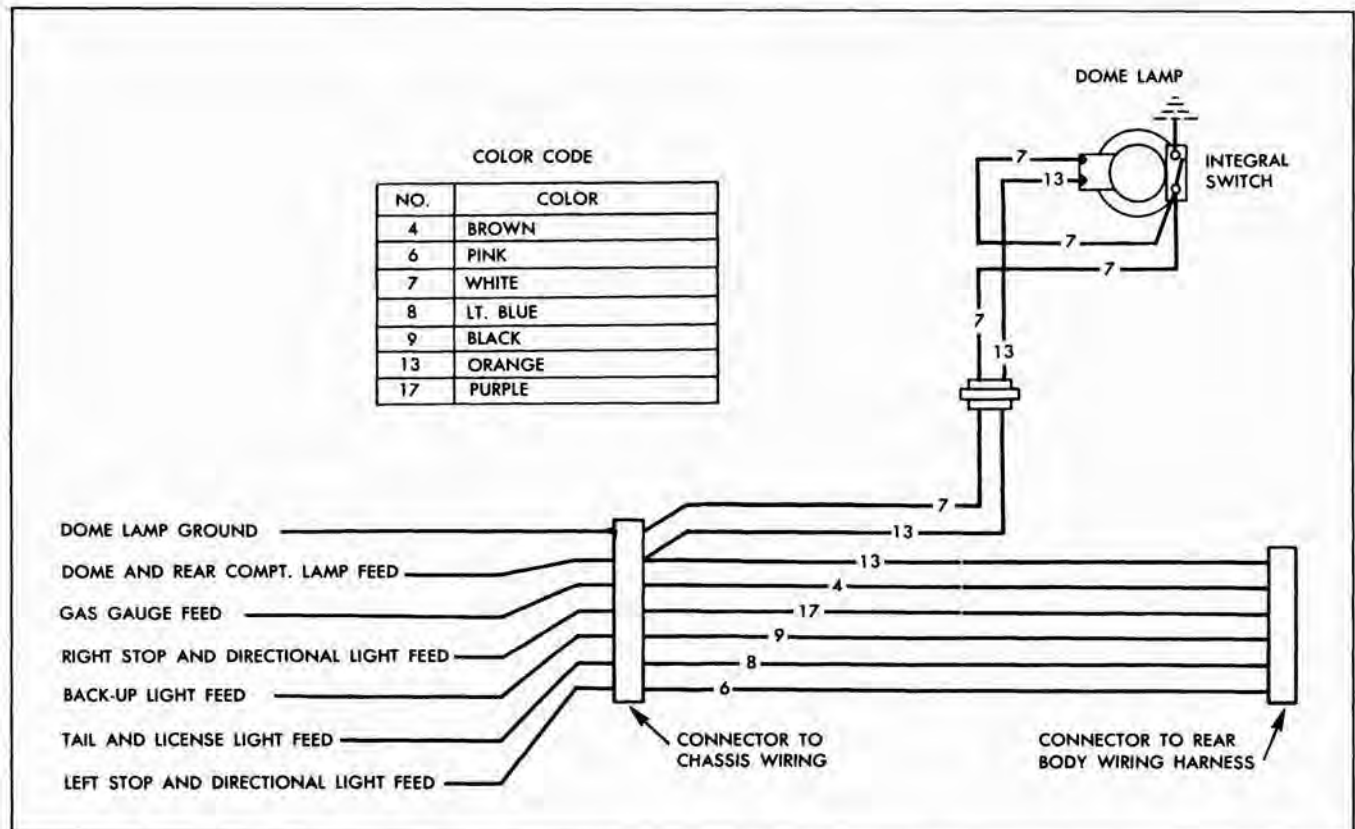 DOME LAMP
INTEGRAL
SWITCH
COLOR CODE
NO. COLOR
4 BROWN
6 PINK
7 WHITE
8 LT. BLUE
9 BLACK
13 ORANGE
17 PURPLE
7
13
7
7
7
13
7
13
DOME LAMP GROUND
DOME AND REAR COMPT. LAMP FEED
GAS GAUGE FEED
RIGHT STOP AND DIRECTIONAL LIGHT FEED
BACK-UP LIGHT FEED
TAIL AND LICENSE LIGHT FEED
LEFT STOP AND DIRECTIONAL LIGHT FEED
13
4
17
9
8
6
CONNECTOR TO
CHASSIS WIRING
CONNECTOR TO REAR
BODY WIRING HARNESS